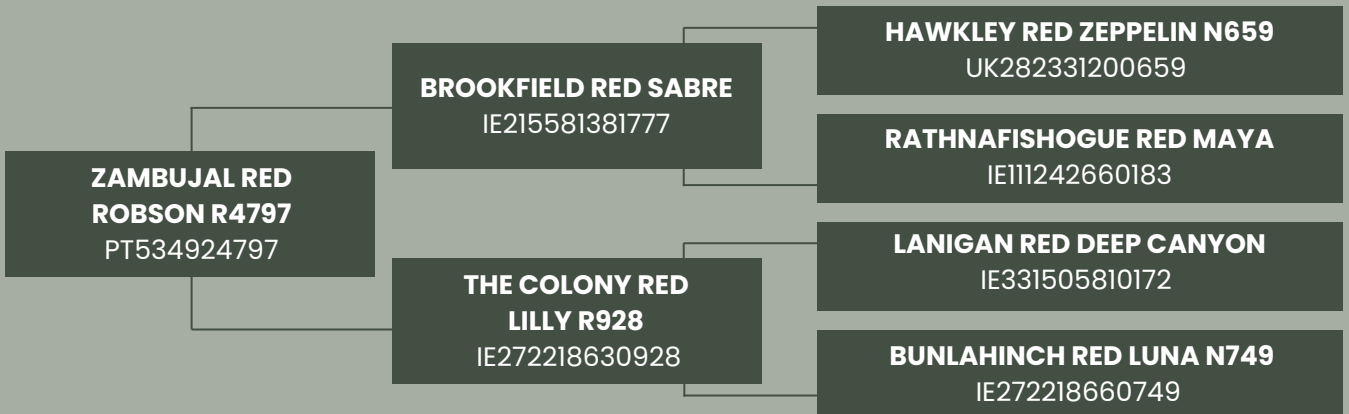 ZAMBUJAL RED
ROBSON R4797
PT534924797
BROOKFIELD RED SABRE
IE215581381777
THE COLONY RED
LILLY R928
IE272218630928
HAWKLEY RED ZEPPELIN N659
UK282331200659
RATHNAFISHOGUE RED MAYA
IE111242660183
LANIGAN RED DEEP CANYON
IE331505810172
BUNLAHINCH RED LUNA N749
IE272218660749